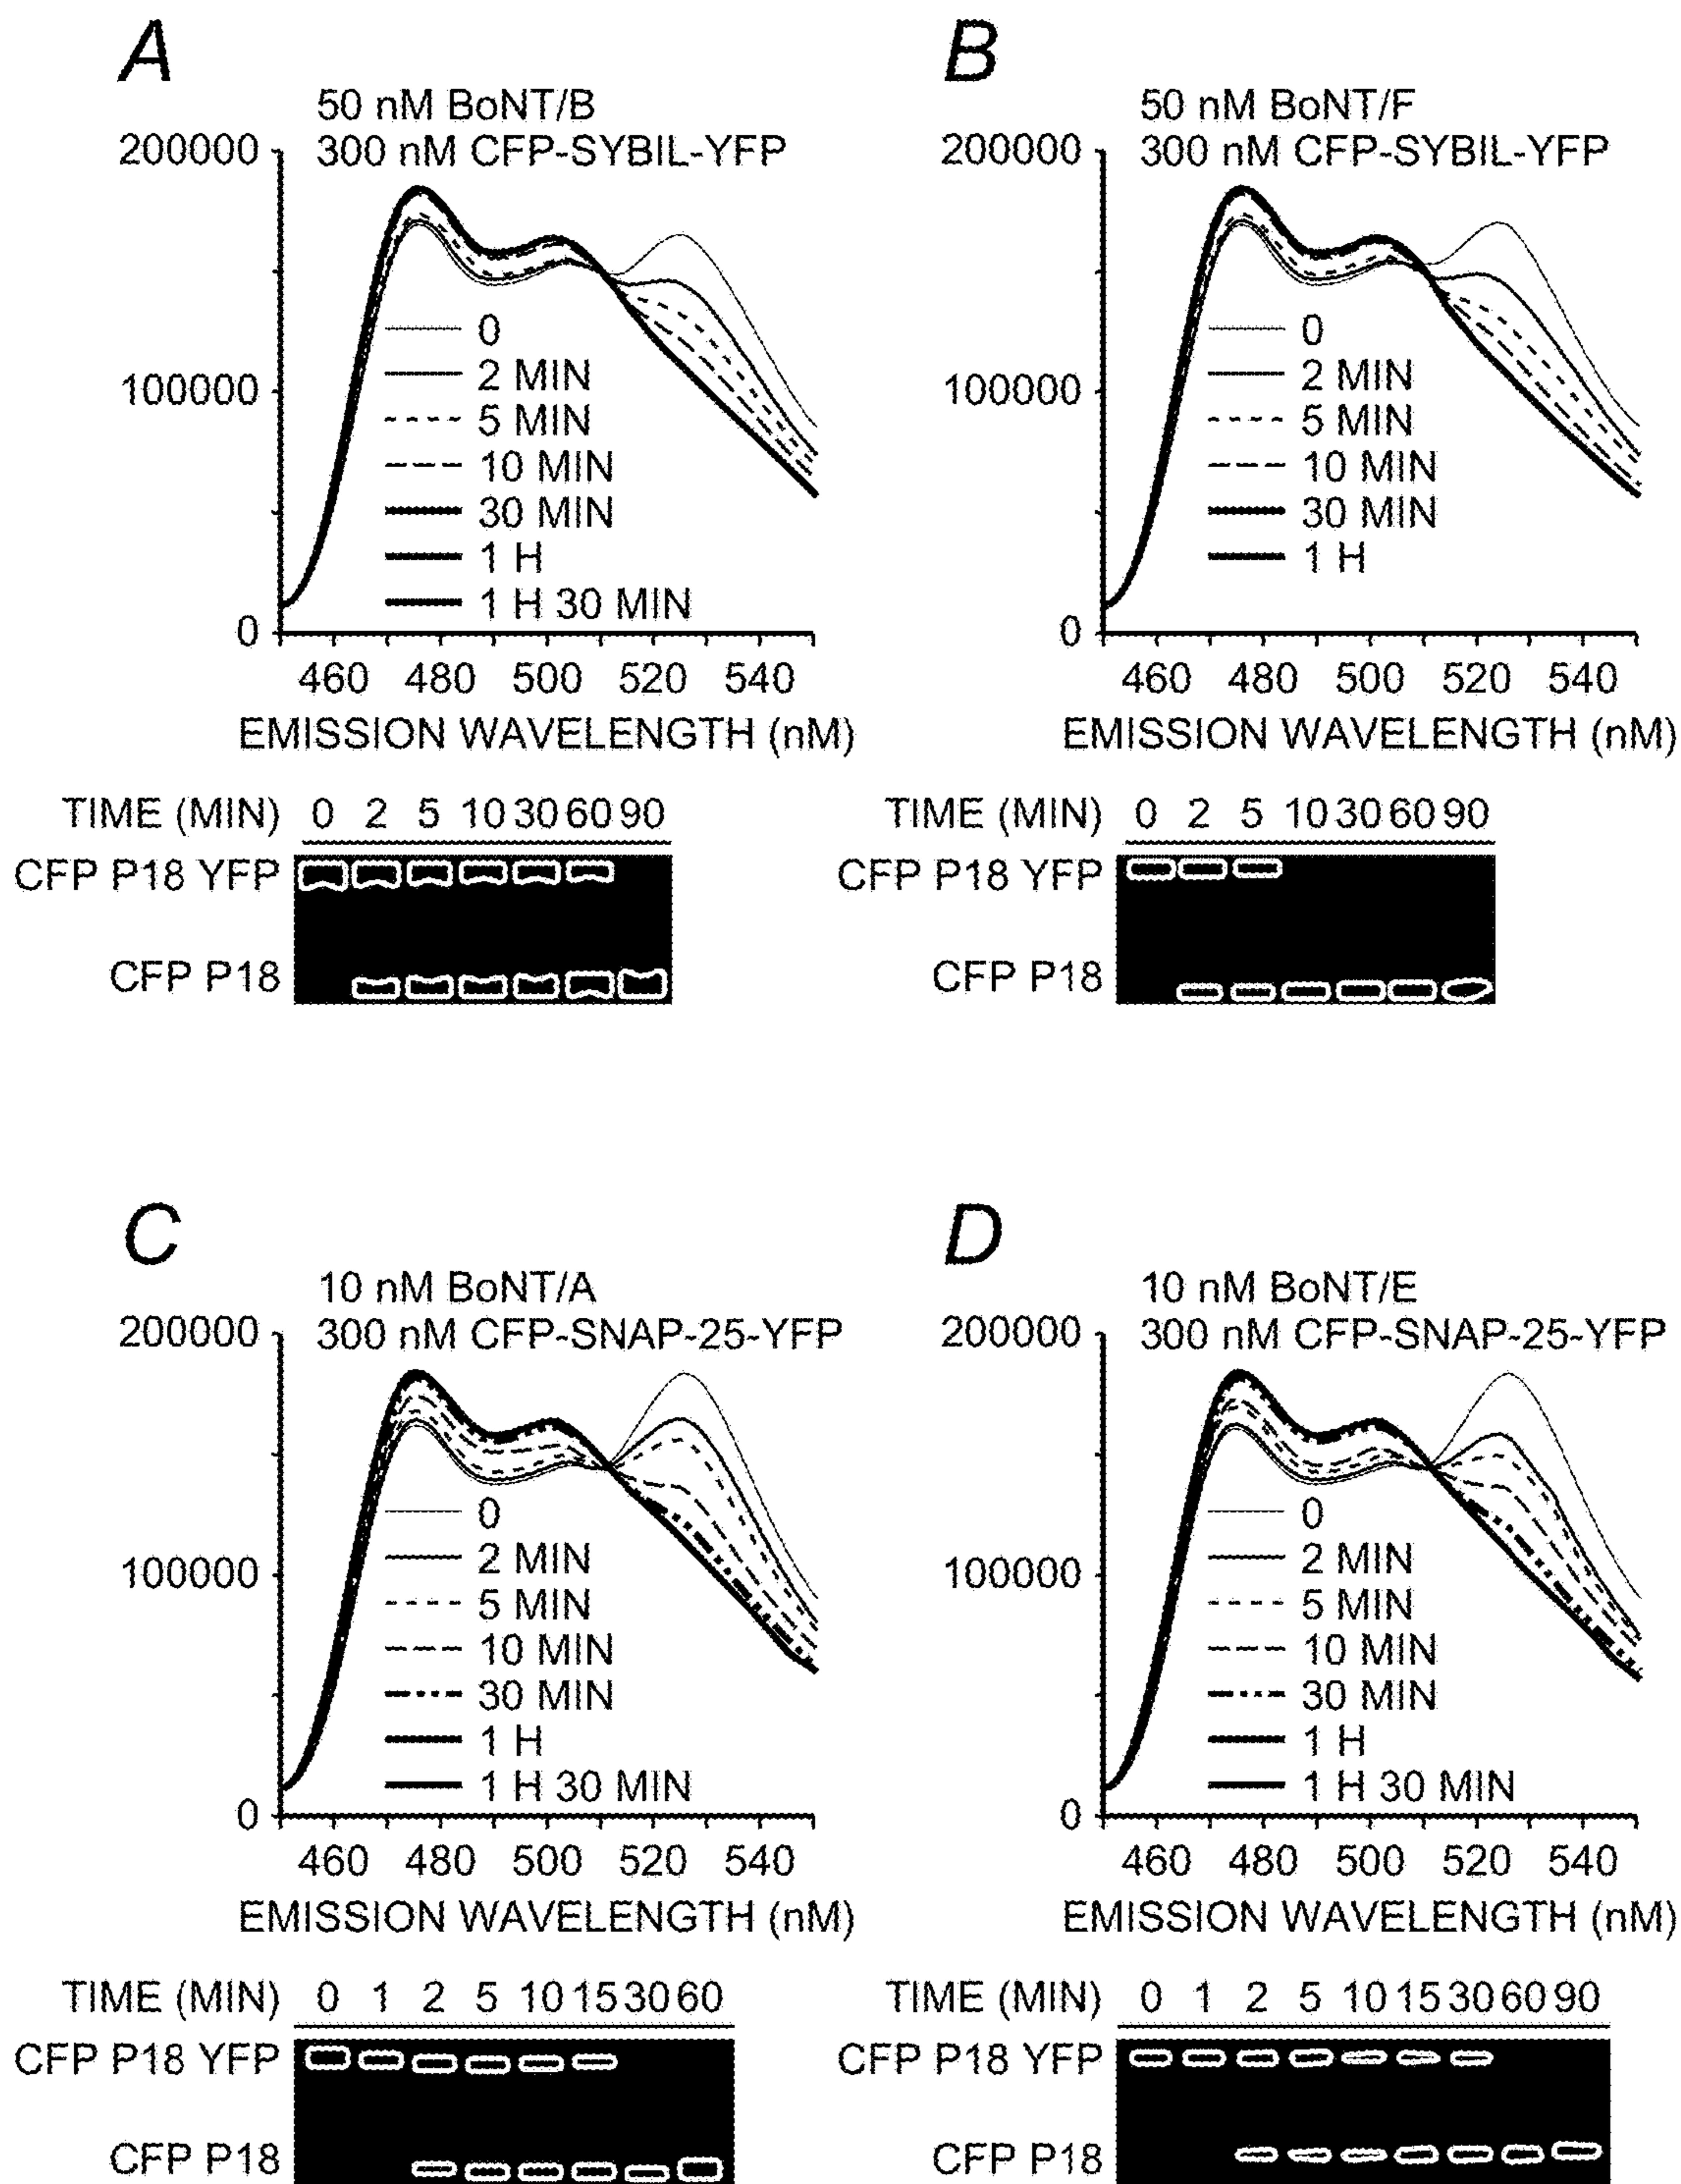 A
50 nM BoNT/B
300 nM CFP-SYBIL-YFP
200000
100000
0
0
2 MIN
5 MIN
10 MIN
30 MIN
1 H
1 H 30 MIN
460 480 500 520 540
EMISSION WAVELENGTH (nM)
TIME (MIN) 0 2 5 10 30 60 90
CFP P18 YFP
CFP P18
B
50 nM BoNT/F
300 nM CFP-SYBIL-YFP
200000
100000
0
0
2 MIN
5 MIN
10 MIN
30 MIN
1 H
460 480 500 520 540
EMISSION WAVELENGTH (nM)
TIME (MIN) 0 2 5 10 30 60 90
CFP P18 YFP
CFP P18
C
10 nM BoNT/A
300 nM CFP-SNAP-25-YFP
200000
100000
0
0
2 MIN
5 MIN
10 MIN
30 MIN
1 H
1 H 30 MIN
460 480 500 520 540
EMISSION WAVELENGTH (nM)
TIME (MIN) 0 1 2 5 10 15 30 60
CFP P18 YFP
CFP P18
D
10 nM BoNT/E
300 nM CFP-SNAP-25-YFP
200000
100000
0
0
2 MIN
5 MIN
10 MIN
30 MIN
1 H
1 H 30 MIN
460 480 500 520 540
EMISSION WAVELENGTH (nM)
TIME (MIN) 0 1 2 5 10 15 30 60 90
CFP P18 YFP
CFP P18